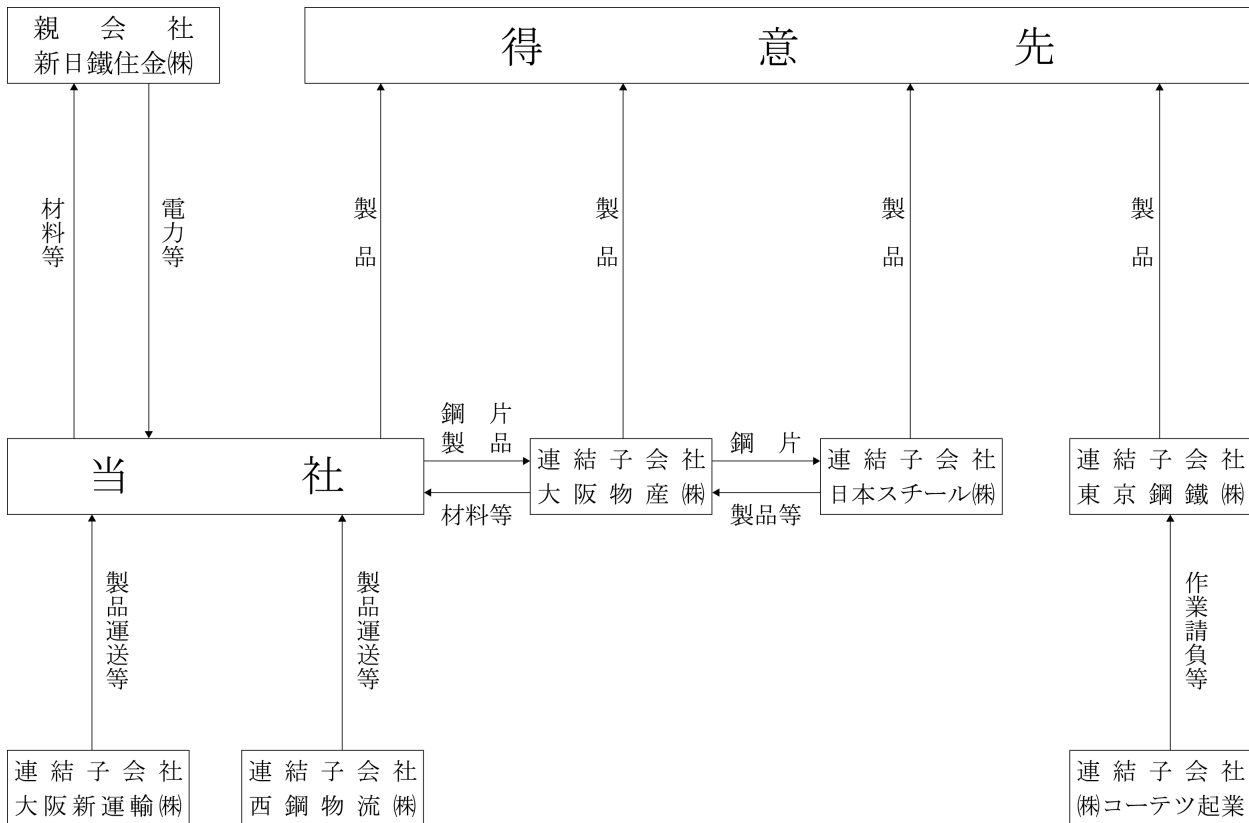 親会社
新日鐵住金㈱
得意先
材料等
電力等
製品
製品
製品
製品
鋼片
製品
鋼片
当社
連結子会社
大阪物産㈱
連結子会社
日本スチール㈱
連結子会社
東京鋼鐵㈱
材料等
製品等
製品運送等
製品運送等
作業請負等
連結子会社
大阪新運輸㈱
連結子会社
西鋼物流㈱
連結子会社
㈱コーテツ起業